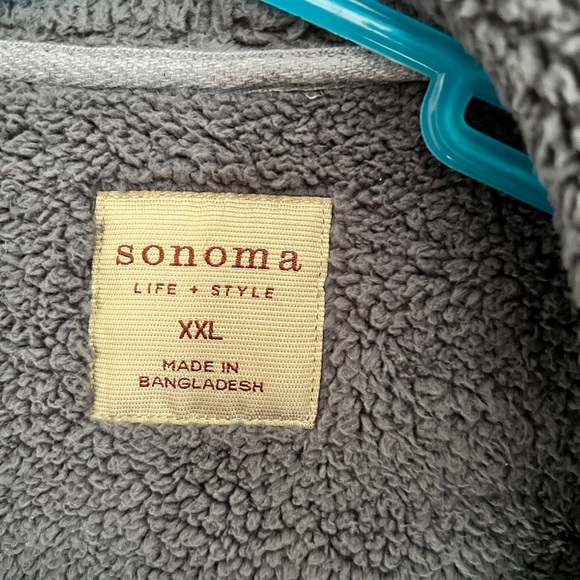 sonoma
LIFE + STYLE
XXL
MADE IN
BANGLADESH